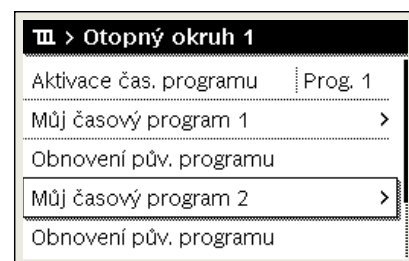 > Otopný okruh 1
Aktivace čas. programu Prog. 1
Můj časový program 1 >
Obnovení pův. programu
Můj časový program 2 >
Obnovení pův. programu